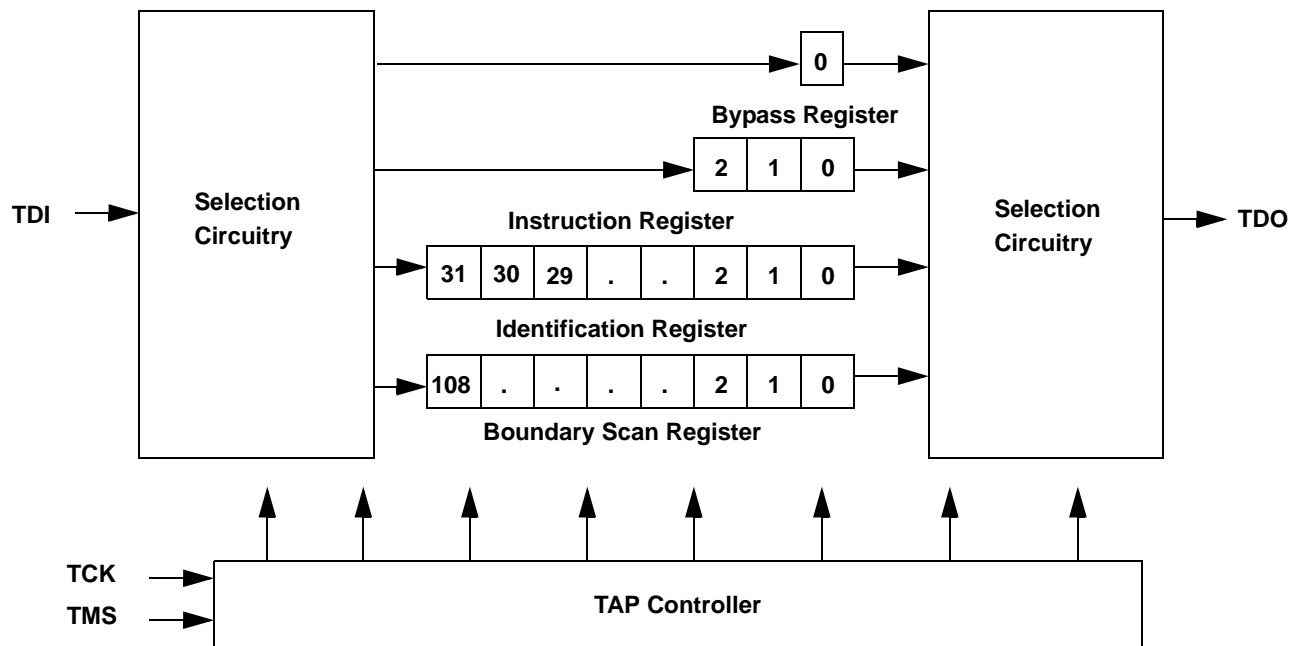 0
Bypass Register
2 1 0
TDI
Selection
Circuitry
Selection
Circuitry
TDO
Instruction Register
31 30 29 . . 2 1 0
Identification Register
108 . . . . 2 1 0
Boundary Scan Register
TCK
TMS
TAP Controller